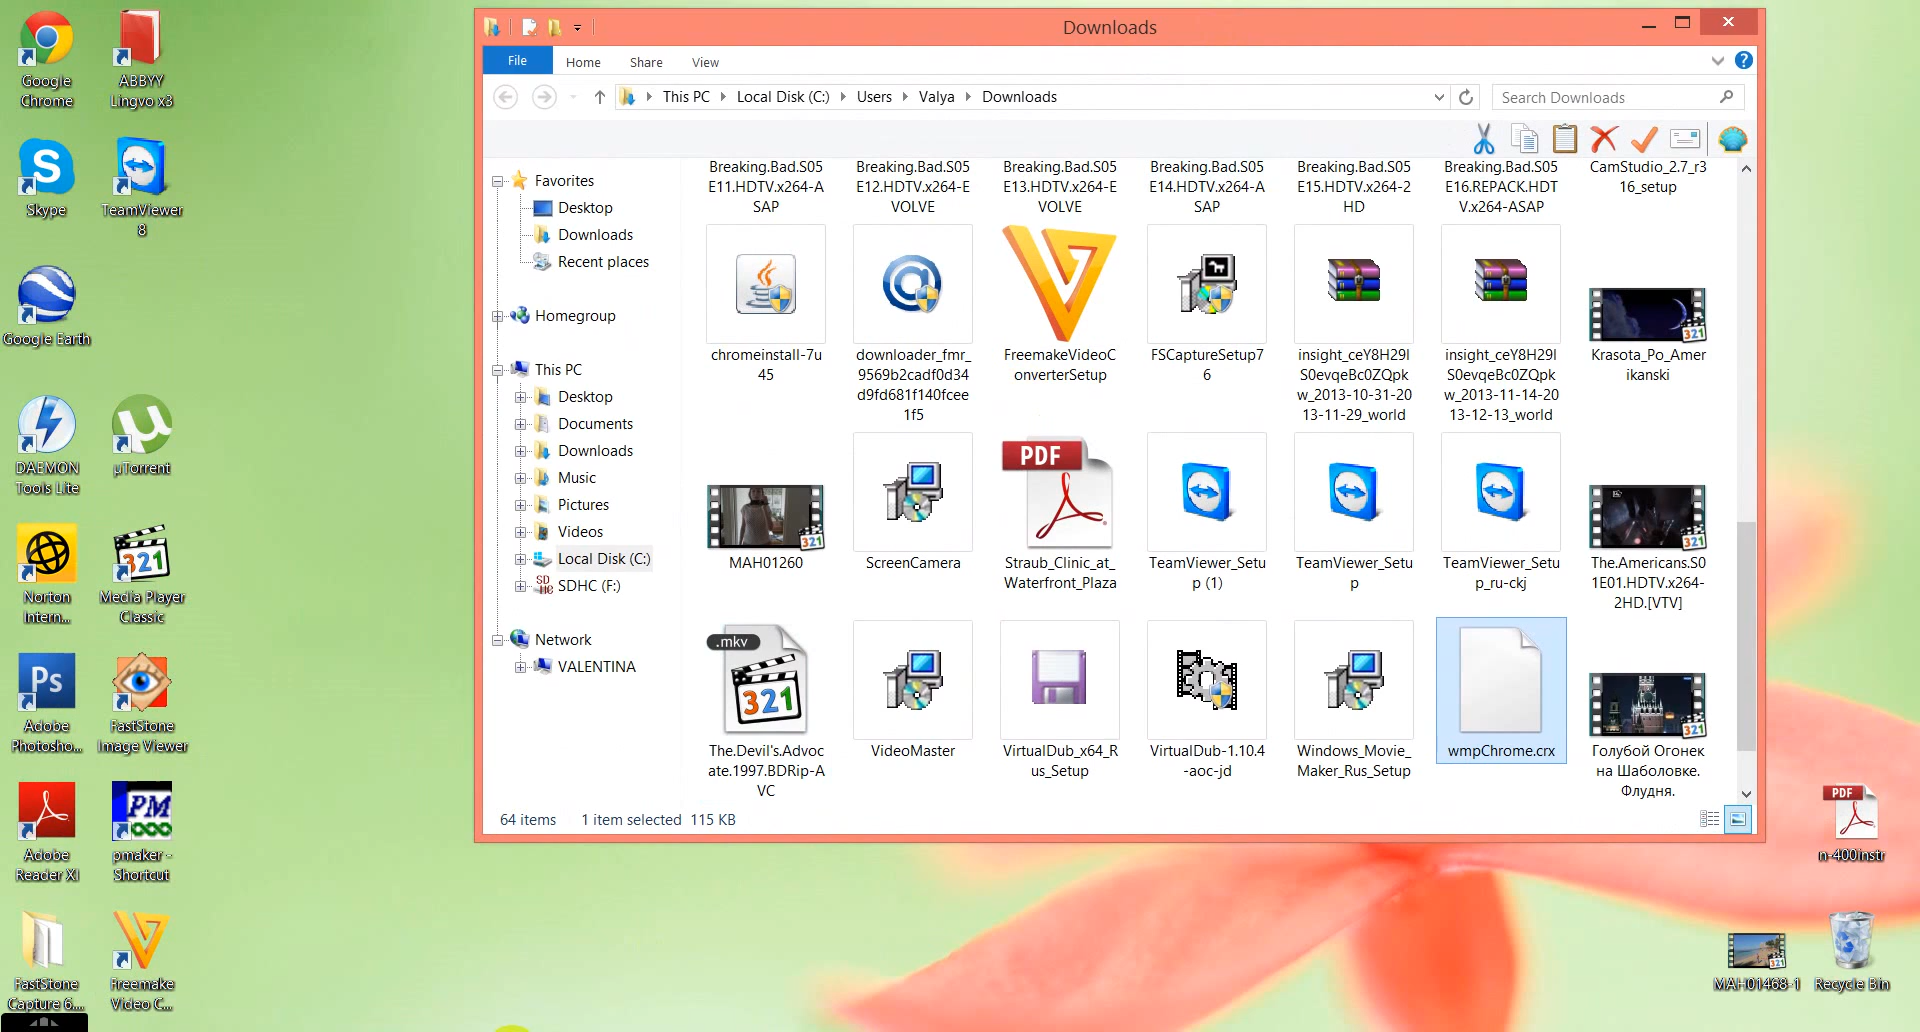 Google
Chrome
ABBYY
Lingvo x3
Skype
TeamViewer
8
Google Earth
DAEMON
Tools Lite
µTorrent
Norton
Intern...
Media Player
Classic
Adobe
Photosho...
FastStone
Image Viewer
Adobe
Reader XI
pmaker -
Shortcut
FastStone
Capture 6....
Freemake
Video C...
Downloads
File
Home
Share
View
This PC
Local Disk (C:)
Users
Valya
Downloads
Search Downloads
Favorites
Desktop
Downloads
Recent places
Homegroup
This PC
Desktop
Documents
Downloads
Music
Pictures
Videos
Local Disk (C:)
SDHC (F:)
Network
VALENTINA
Breaking.Bad.S05
E11.HDTV.x264-A
SAP
Breaking.Bad.S05
E12.HDTV.x264-E
VOLVE
Breaking.Bad.S05
E13.HDTV.x264-E
VOLVE
Breaking.Bad.S05
E14.HDTV.x264-A
SAP
Breaking.Bad.S05
E15.HDTV.x264-2
HD
Breaking.Bad.S05
E16.REPACK.HDT
V.x264-ASAP
CamStudio_2.7_r3
16_setup
chromeinstall-7u
45
downloader_fmr_
9569b2cadf0d34
d9fd681f140fcee
1f5
FreemakeVideoC
onverterSetup
FSCaptureSetup7
6
insight_ceY8H29I
S0evqeBc0ZQpk
w_2013-10-31-20
13-11-29_world
insight_ceY8H29I
S0evqeBc0ZQpk
w_2013-11-14-20
13-12-13_world
Krasota_Po_Amer
ikanski
MAH01260
ScreenCamera
PDF
Straub_Clinic_at_
Waterfront_Plaza
TeamViewer_Setu
p (1)
TeamViewer_Setu
p
TeamViewer_Setu
p_ru-ckj
The.Americans.S0
1E01.HDTV.x264-
2HD.[VTV]
.mkv
321
The.Devil's.Advoc
ate.1997.BDRip-A
VC
VideoMaster
VirtualDub_x64_R
us_Setup
VirtualDub-1.10.4
-aoc-jd
Windows_Movie_
Maker_Rus_Setup
wmpChrome.crx
Голубой Огонек
на Шаболовке.
Флудня.
64 items
1 item selected 115 KB
PDF
n-400instr
MAH01468-1
Recycle Bin